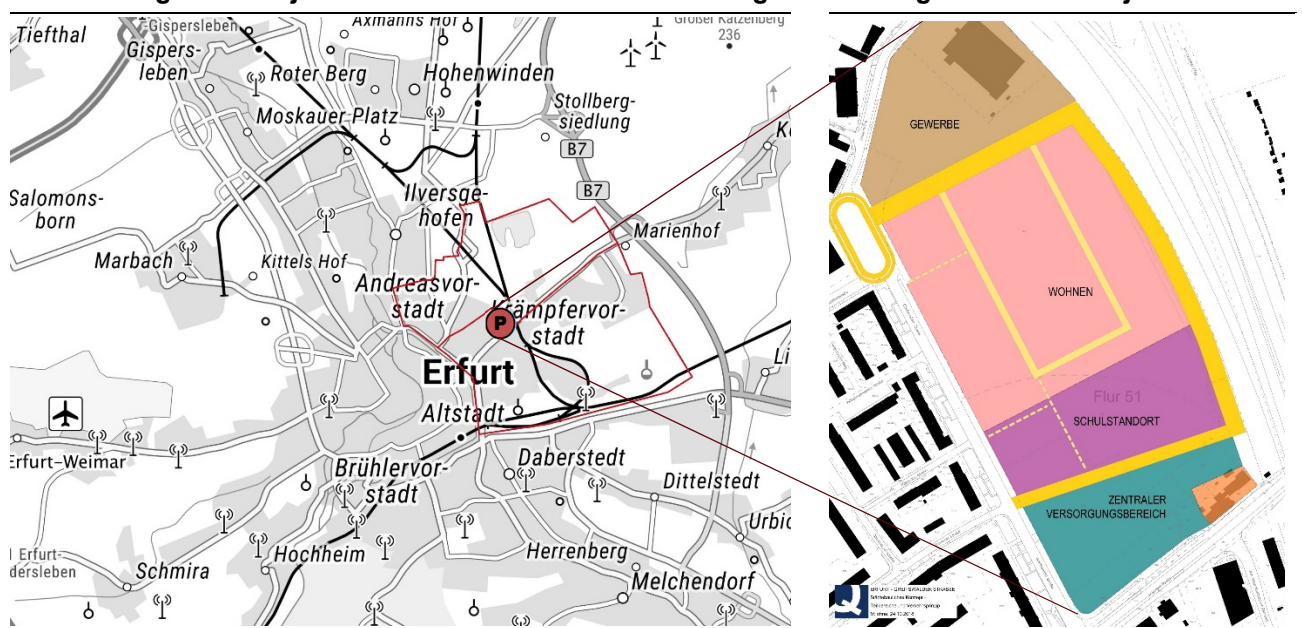 Tiefthal
Gispersleben
Gispers-
leben
Axmanns Hof
Großer Katzenberg
236
Roter Berg
Hohenwinden
Moskauer Platz
Stollberg-
siedlung
B7
Salomons-
born
Ilversge-
hofen
B7
Marienhof
Marbach
Kittels Hof
Andreasvor-
stadt
Krämpfervor-
stadt
P
Erfurt
Altstadt
Erfurt-Weimar
Brühlervor-
stadt
Daberstedt
Dittelstedt
Hochheim
Herrenberg
Schmira
Melchendorf
GEWERBE
WOHNEN
Flur 51
SCHULSTANDORT
ZENTRALER
VERSORGUNGSBEREICH